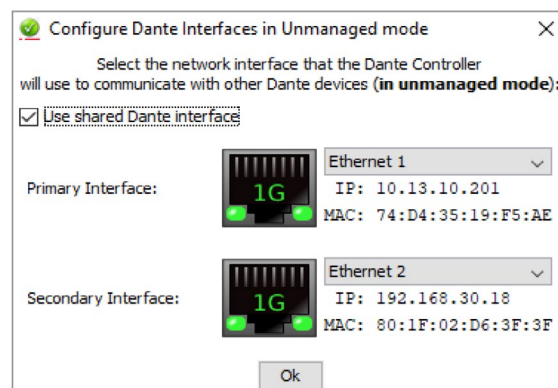 Configure Dante Interfaces in Unmanaged mode
Select the network interface that the Dante Controller
will use to communicate with other Dante devices (in unmanaged mode):
Use shared Dante interface
Primary Interface:
1G
Ethernet 1
IP: 10.13.10.201
MAC: 74:D4:35:19:F5:AE
Secondary Interface:
1G
Ethernet 2
IP: 192.168.30.18
MAC: 80:1F:02:D6:3F:3F
Ok